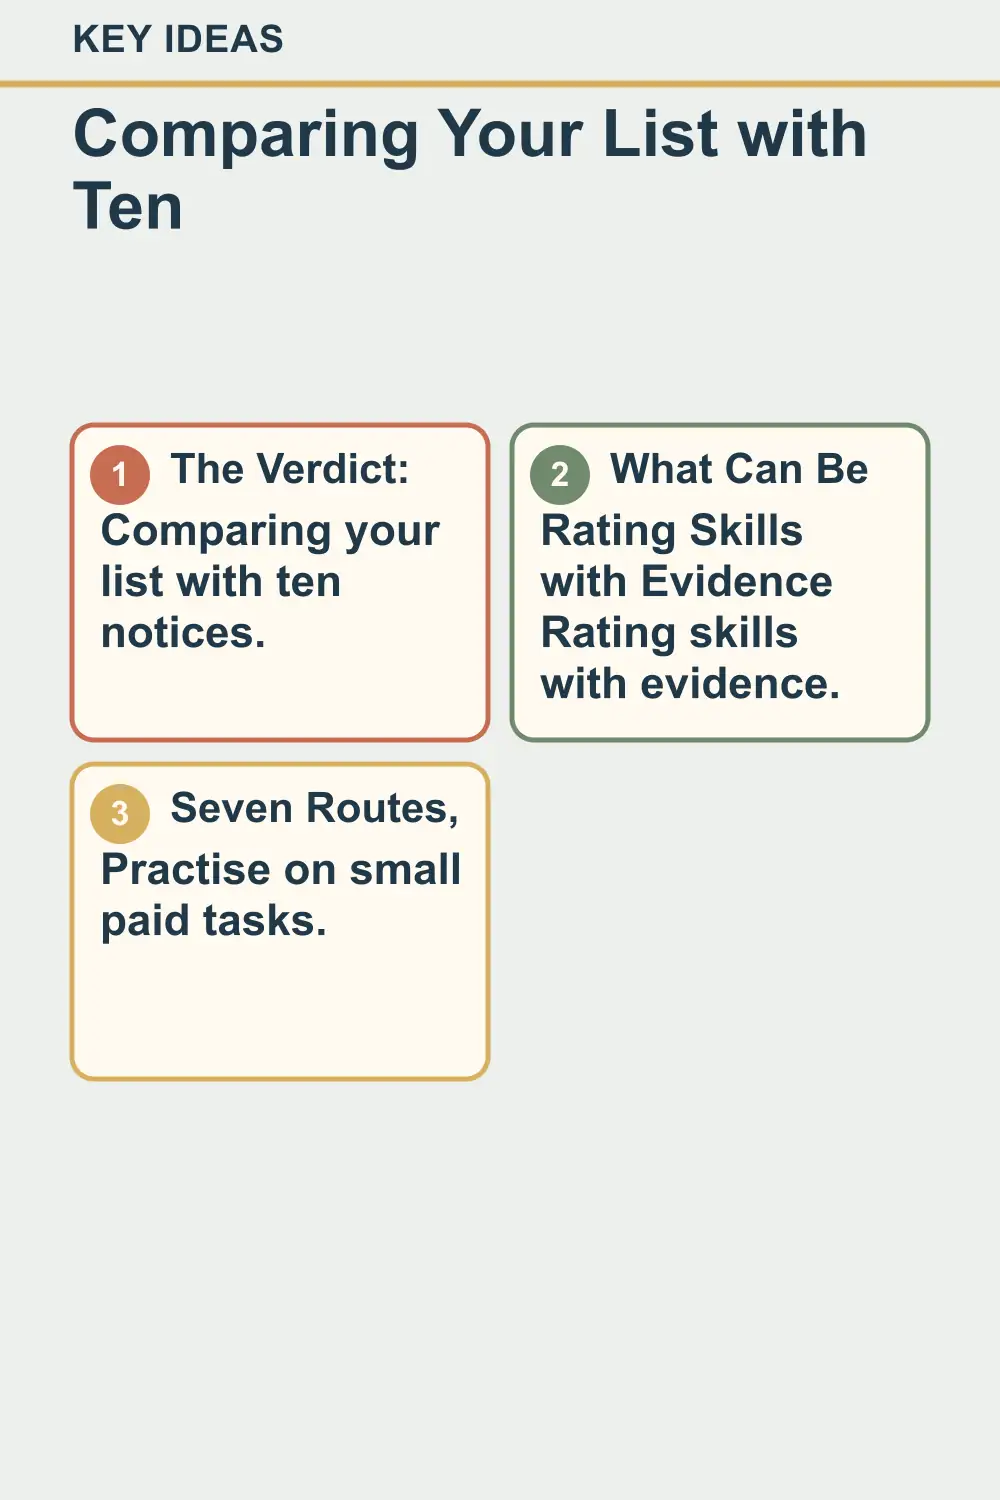 KEY IDEAS
Comparing Your List with
Ten
1 The Verdict:
Comparing your
list with ten
notices.
2 What Can Be
Rating Skills
with Evidence
Rating skills
with evidence.
3 Seven Routes,
Practise on small
paid tasks.